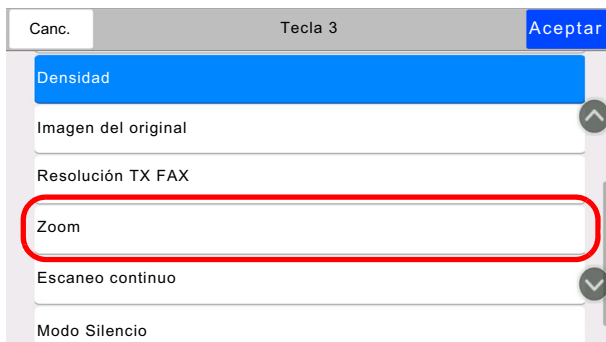 Canc. Tecla 3 Aceptar
Densidad
Imagen del original
Resolución TX FAX
Zoom
Escaneo continuo
Modo Silencio